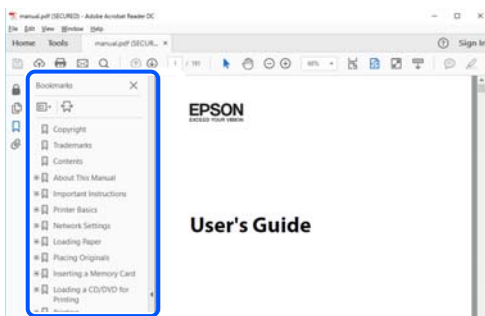 manual.pdf (SECURED) - Adobe Acrobat Reader DC
File Edit View Window Help
Home Tools manual.pdf (SECUR... ×
Sign In
1 / 191
Bookmarks
Copyright
Trademarks
Contents
About This Manual
Important Instructions
Printer Basics
Network Settings
Loading Paper
Placing Originals
Inserting a Memory Card
Loading a CD/DVD for
Printing
EPSON
EXCEED YOUR VISION
User's Guide